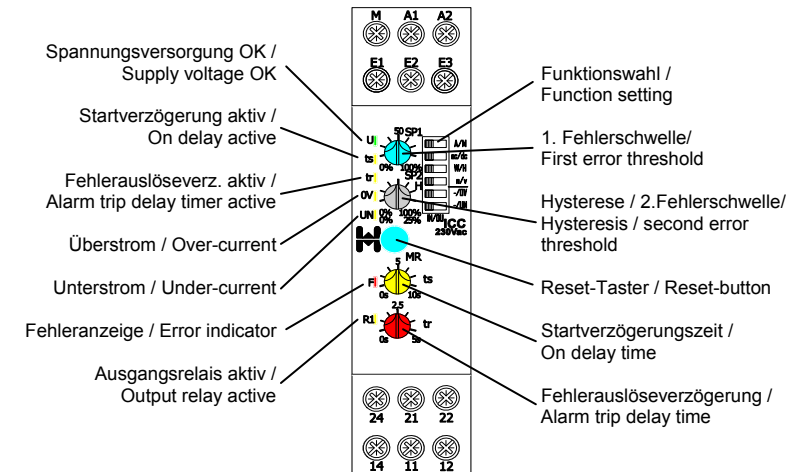 M A1 A2
E1 E2 E3
Spannungsversorgung OK /
Supply voltage OK
Startverzögerung aktiv /
On delay active
Fehlerauslöseverz. aktiv /
Alarm trip delay timer active
Überstrom / Over-current
Unterstrom / Under-current
Fehleranzeige / Error indicator
Ausgangsrelais aktiv /
Output relay active
U
ts
tr
OV
UN
F
R1
50 SP1
0% 100%
SP2
H
0% 100%
0% 25%
A/M
ac/dc
W/H
-/OV
-/UN
ICC
230Vac
MR
5
ts
0s 10s
2,5
tr
0s 5s
24 21 22
14 11 12
Funktionswahl /
Function setting
1. Fehlerschwelle/
First error threshold
Hysterese / 2.Fehlerschwelle/
Hysteresis / second error
threshold
Reset-Taster / Reset-button
Startverzögerungszeit /
On delay time
Fehlerauslöseverzögerung /
Alarm trip delay time